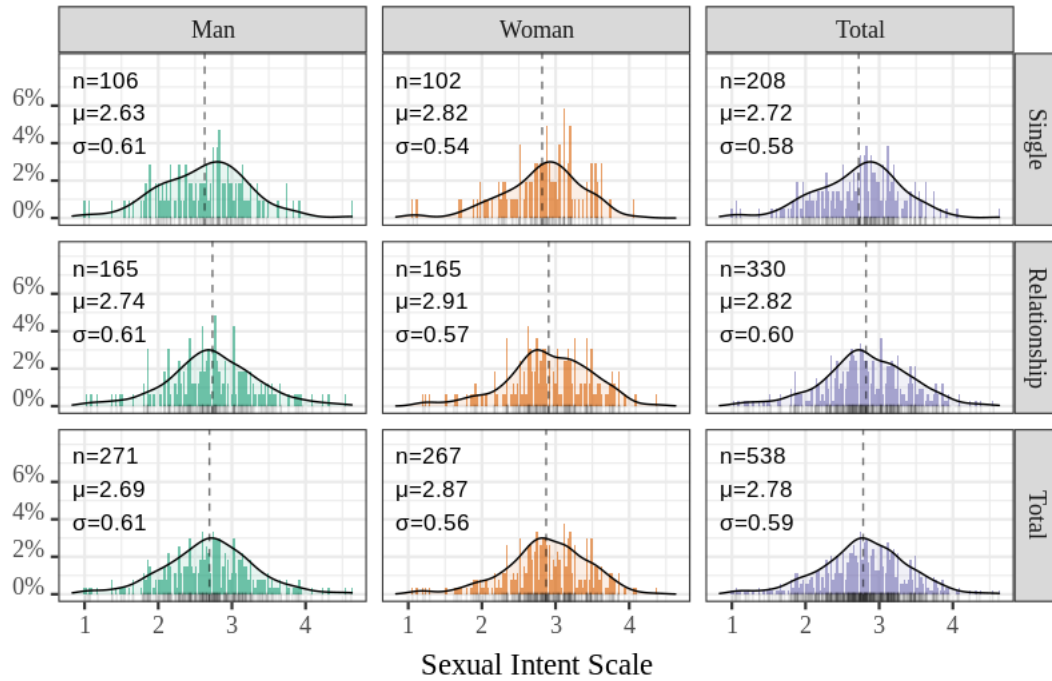 Man Woman Total
n=106
μ=2.63
σ=0.61
n=102
μ=2.82
σ=0.54
n=208
μ=2.72
σ=0.58
Single
6%
4%
2%
0%
n=165
μ=2.74
σ=0.61
n=165
μ=2.91
σ=0.57
n=330
μ=2.82
σ=0.60
Relationship
6%
4%
2%
0%
n=271
μ=2.69
σ=0.61
n=267
μ=2.87
σ=0.56
n=538
μ=2.78
σ=0.59
Total
6%
4%
2%
0%
1 2 3 4 1 2 3 4 1 2 3 4
Sexual Intent Scale